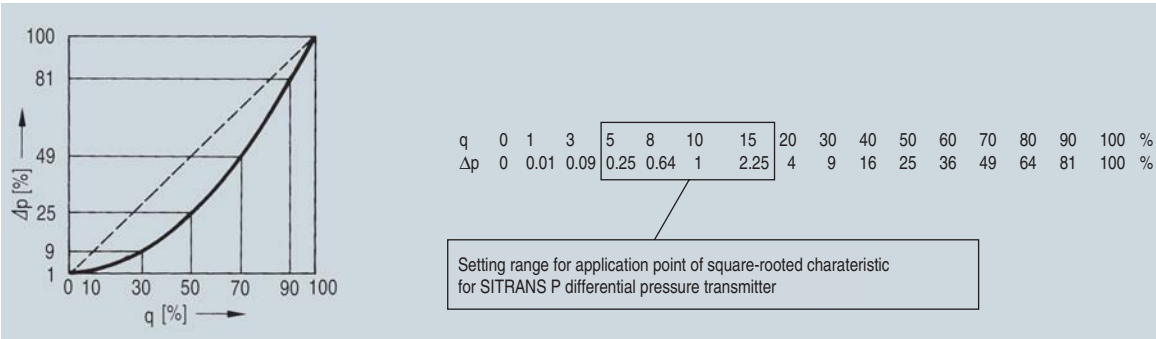 100
81
49
25
9
1
Δp [%]
0 10 30 50 70 90 100
q [%]
q 0 1 3 5 8 10 15 20 30 40 50 60 70 80 90 100 %
Δp 0 0.01 0.09 0.25 0.64 1 2.25 4 9 16 25 36 49 64 81 100 %
Setting range for application point of square-rooted charateristic
for SITRANS P differential pressure transmitter